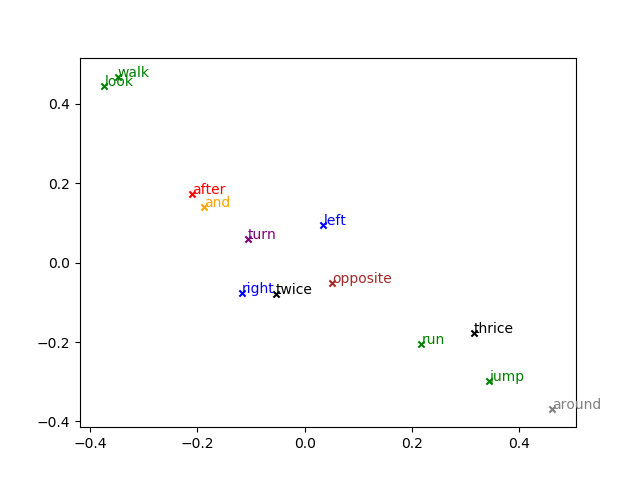 walk
look
0.4
after
0.2
and
left
turn
0.0
opposite
right
twice
thrice
−0.2
run
jump
around
−0.4
−0.4
−0.2
0.0
0.2
0.4